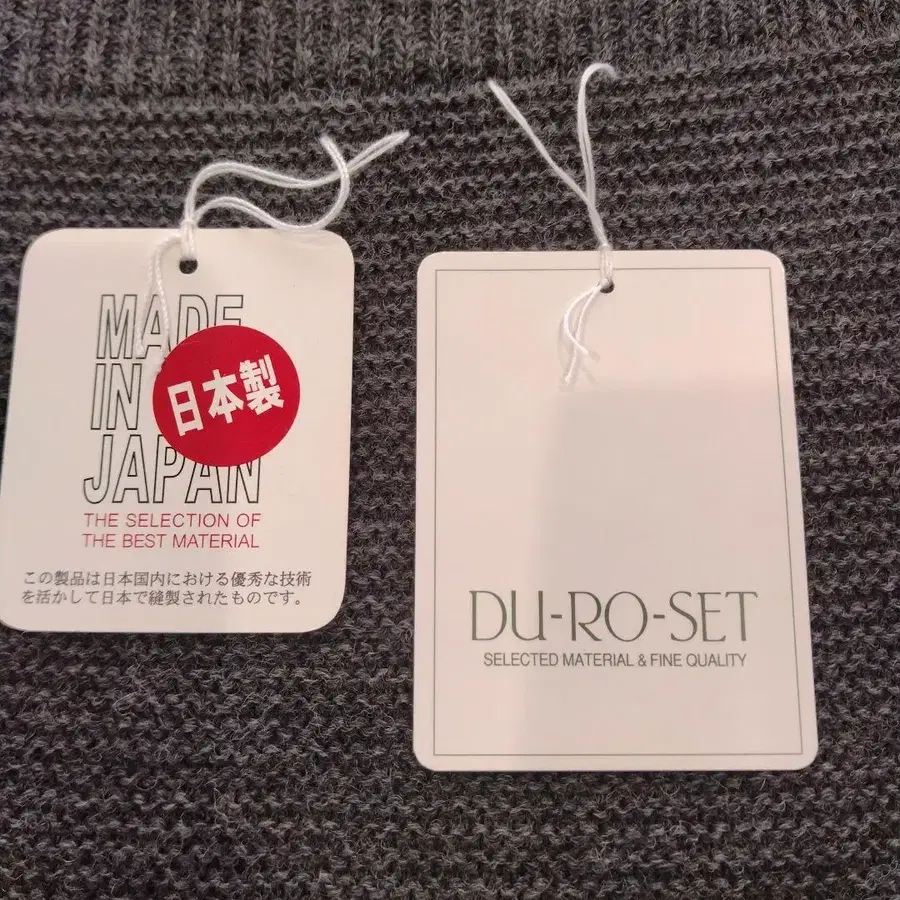 MADE
IN
JAPAN
日本製
THE SELECTION OF
THE BEST MATERIAL
この製品は日本国内における優秀な技術
を活かして日本で縫製されたものです。
DU-RO-SET
SELECTED MATERIAL & FINE QUALITY